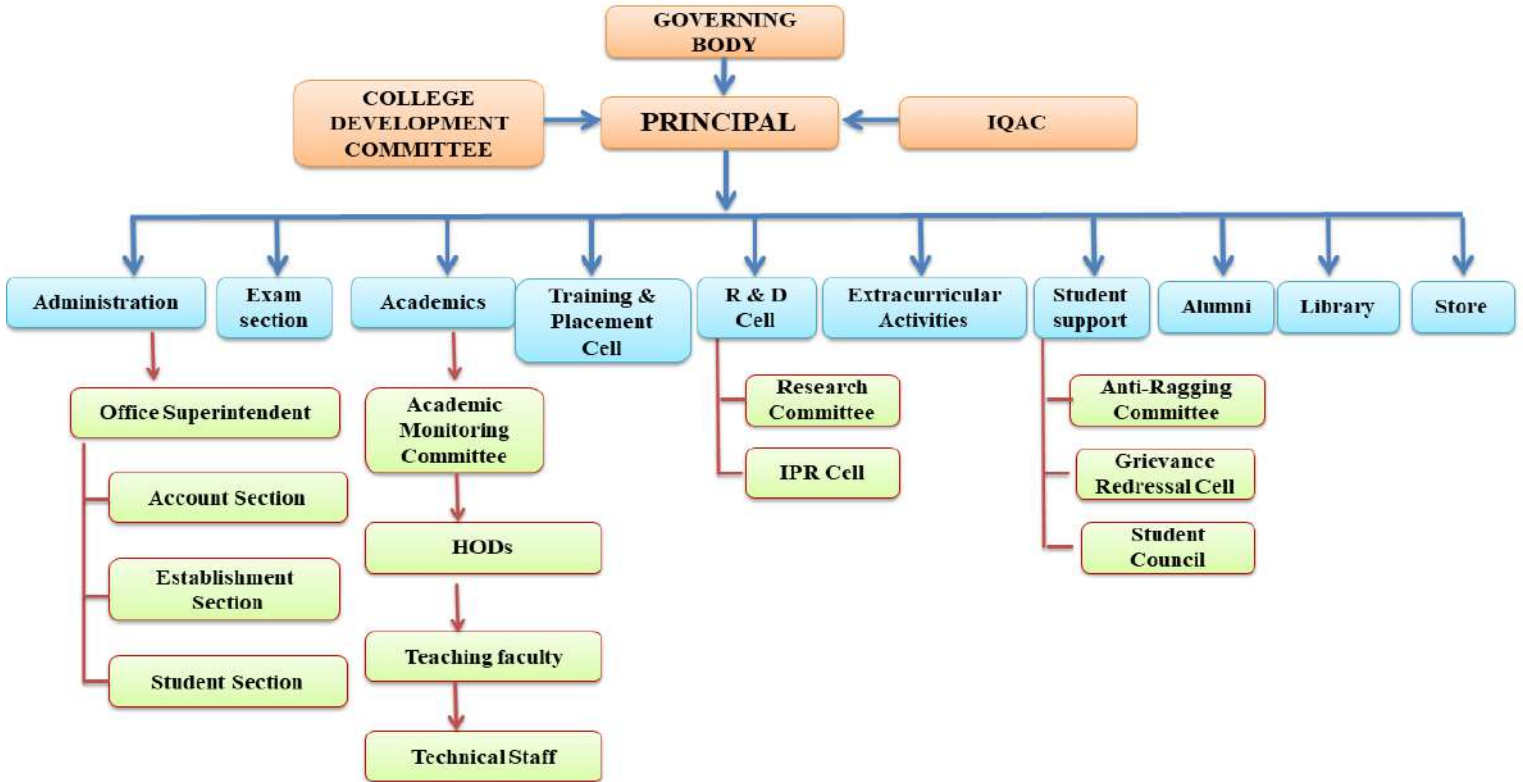 GOVERNING
BODY
COLLEGE
DEVELOPMENT
COMMITTEE
PRINCIPAL
IQAC
Administration
Exam
section
Academics
Training &
Placement
Cell
R & D
Cell
Extracurricular
Activities
Student
support
Alumni
Library
Store
Office Superintendent
Account Section
Establishment
Section
Student Section
Academic
Monitoring
Committee
HODs
Teaching faculty
Technical Staff
Research
Committee
IPR Cell
Anti-Ragging
Committee
Grievance
Redressal Cell
Student
Council